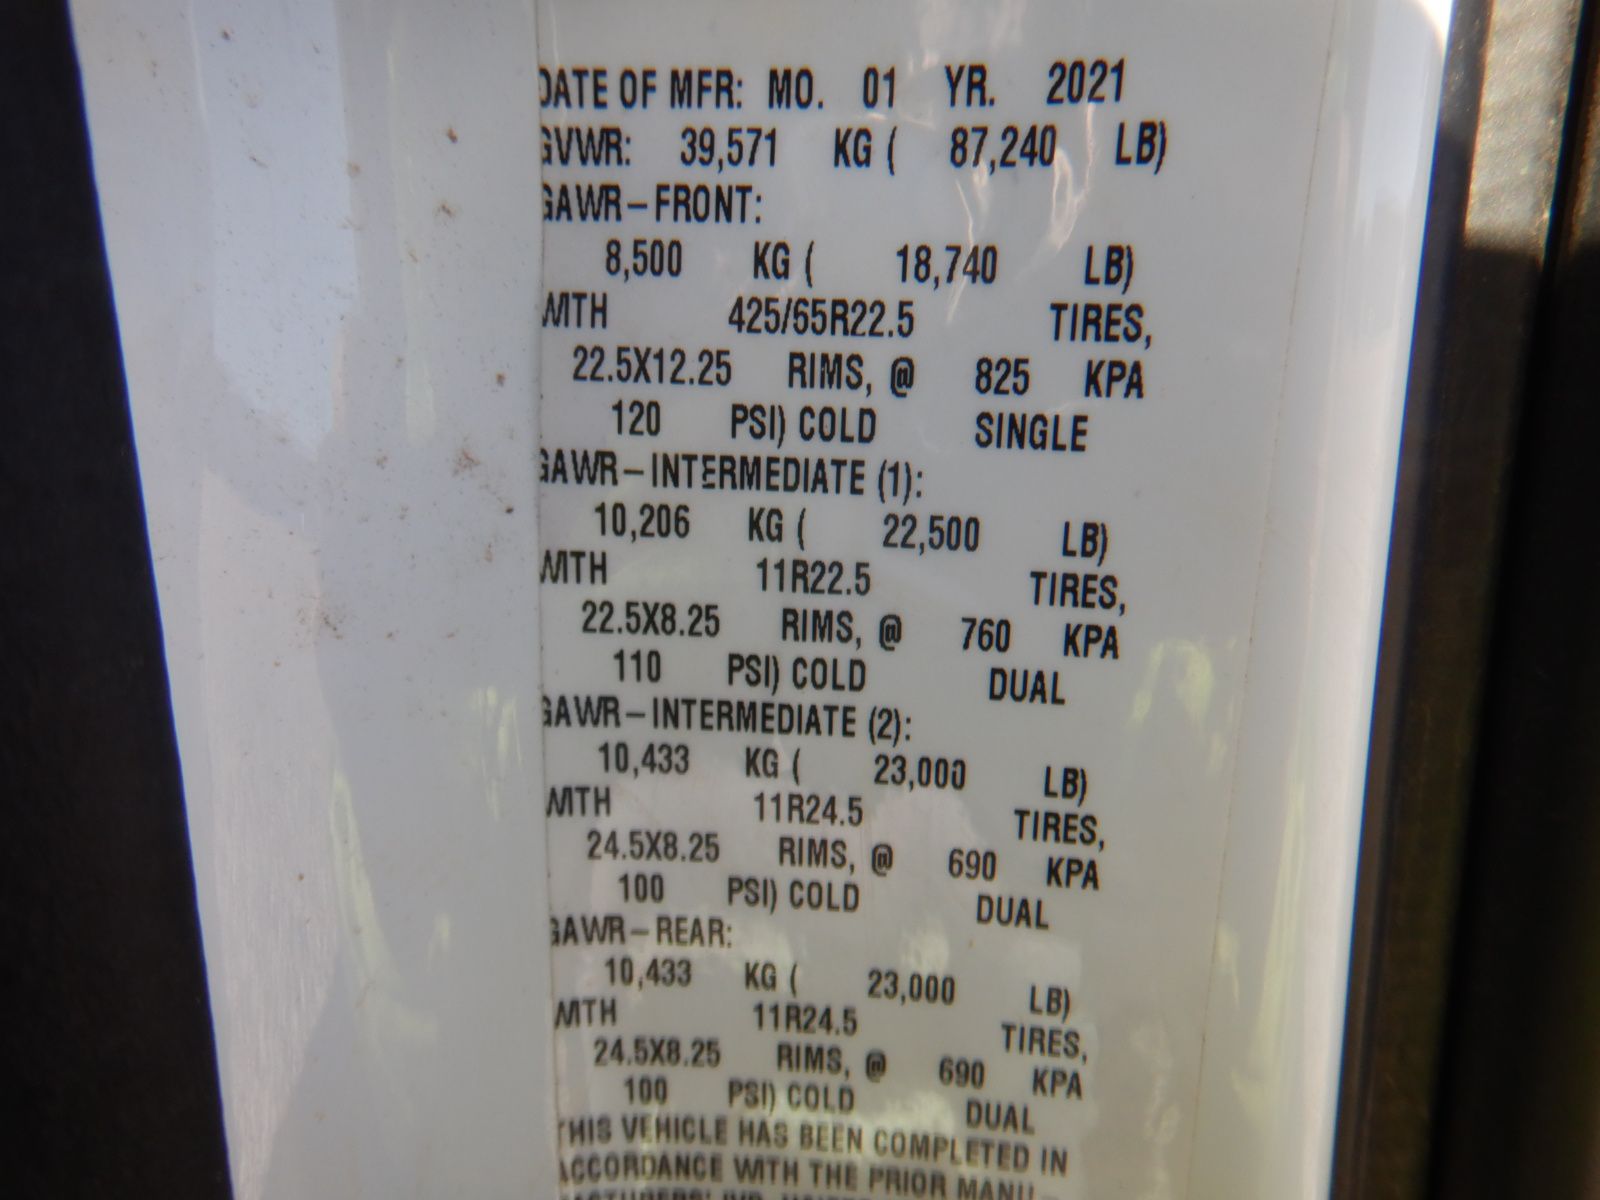 DATE OF MFR: MO. 01 YR. 2021
GVWR: 39,571 KG ( 87,240 LB)
GAWR-FRONT:
8,500 KG ( 18,740 LB)
WITH 425/65R22.5 TIRES,
22.5X12.25 RIMS, @ 825 KPA
120 PSI) COLD SINGLE
GAWR-INTERMEDIATE (1):
10,206 KG ( 22,500 LB)
WITH 11R22.5 TIRES,
22.5X8.25 RIMS, @ 760 KPA
110 PSI) COLD DUAL
GAWR-INTERMEDIATE (2):
10,433 KG ( 23,000 LB)
WITH 11R24.5 TIRES,
24.5X8.25 RIMS, @ 690 KPA
100 PSI) COLD DUAL
GAWR-REAR:
10,433 KG ( 23,000 LB)
WITH 11R24.5 TIRES,
24.5X8.25 RIMS, @ 690 KPA
100 PSI) COLD DUAL
THIS VEHICLE HAS BEEN COMPLETED IN
ACCORDANCE WITH THE PRIOR MANU-